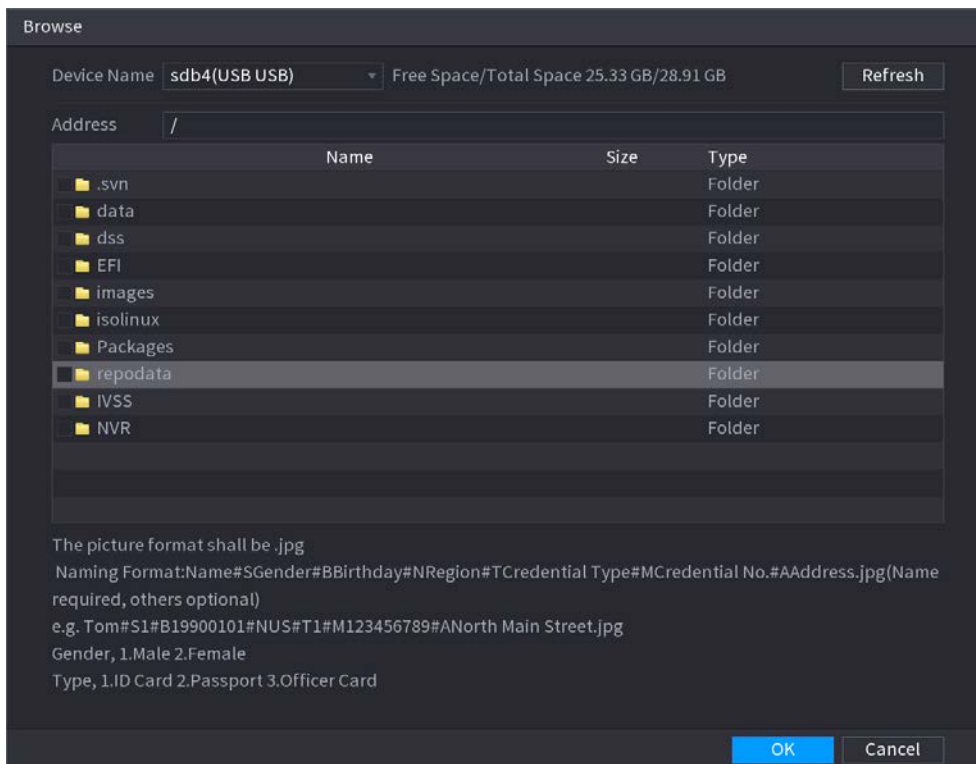 Browse
Device Name sdb4(USB USB) Free Space/Total Space 25.33 GB/28.91 GB Refresh
Address /
Name Size Type
.svn Folder
data Folder
dss Folder
EFI Folder
images Folder
isolinux Folder
Packages Folder
repodata Folder
IVSS Folder
NVR Folder
The picture format shall be .jpg
Naming Format:Name#SGender#BBirthday#NRegion#TCredential Type#MCredential No.#AAddress.jpg(Name
required, others optional)
e.g. Tom#S1#B19900101#NUS#T1#M123456789#ANorth Main Street.jpg
Gender, 1.Male 2.Female
Type, 1.ID Card 2.Passport 3.Officer Card
OK Cancel